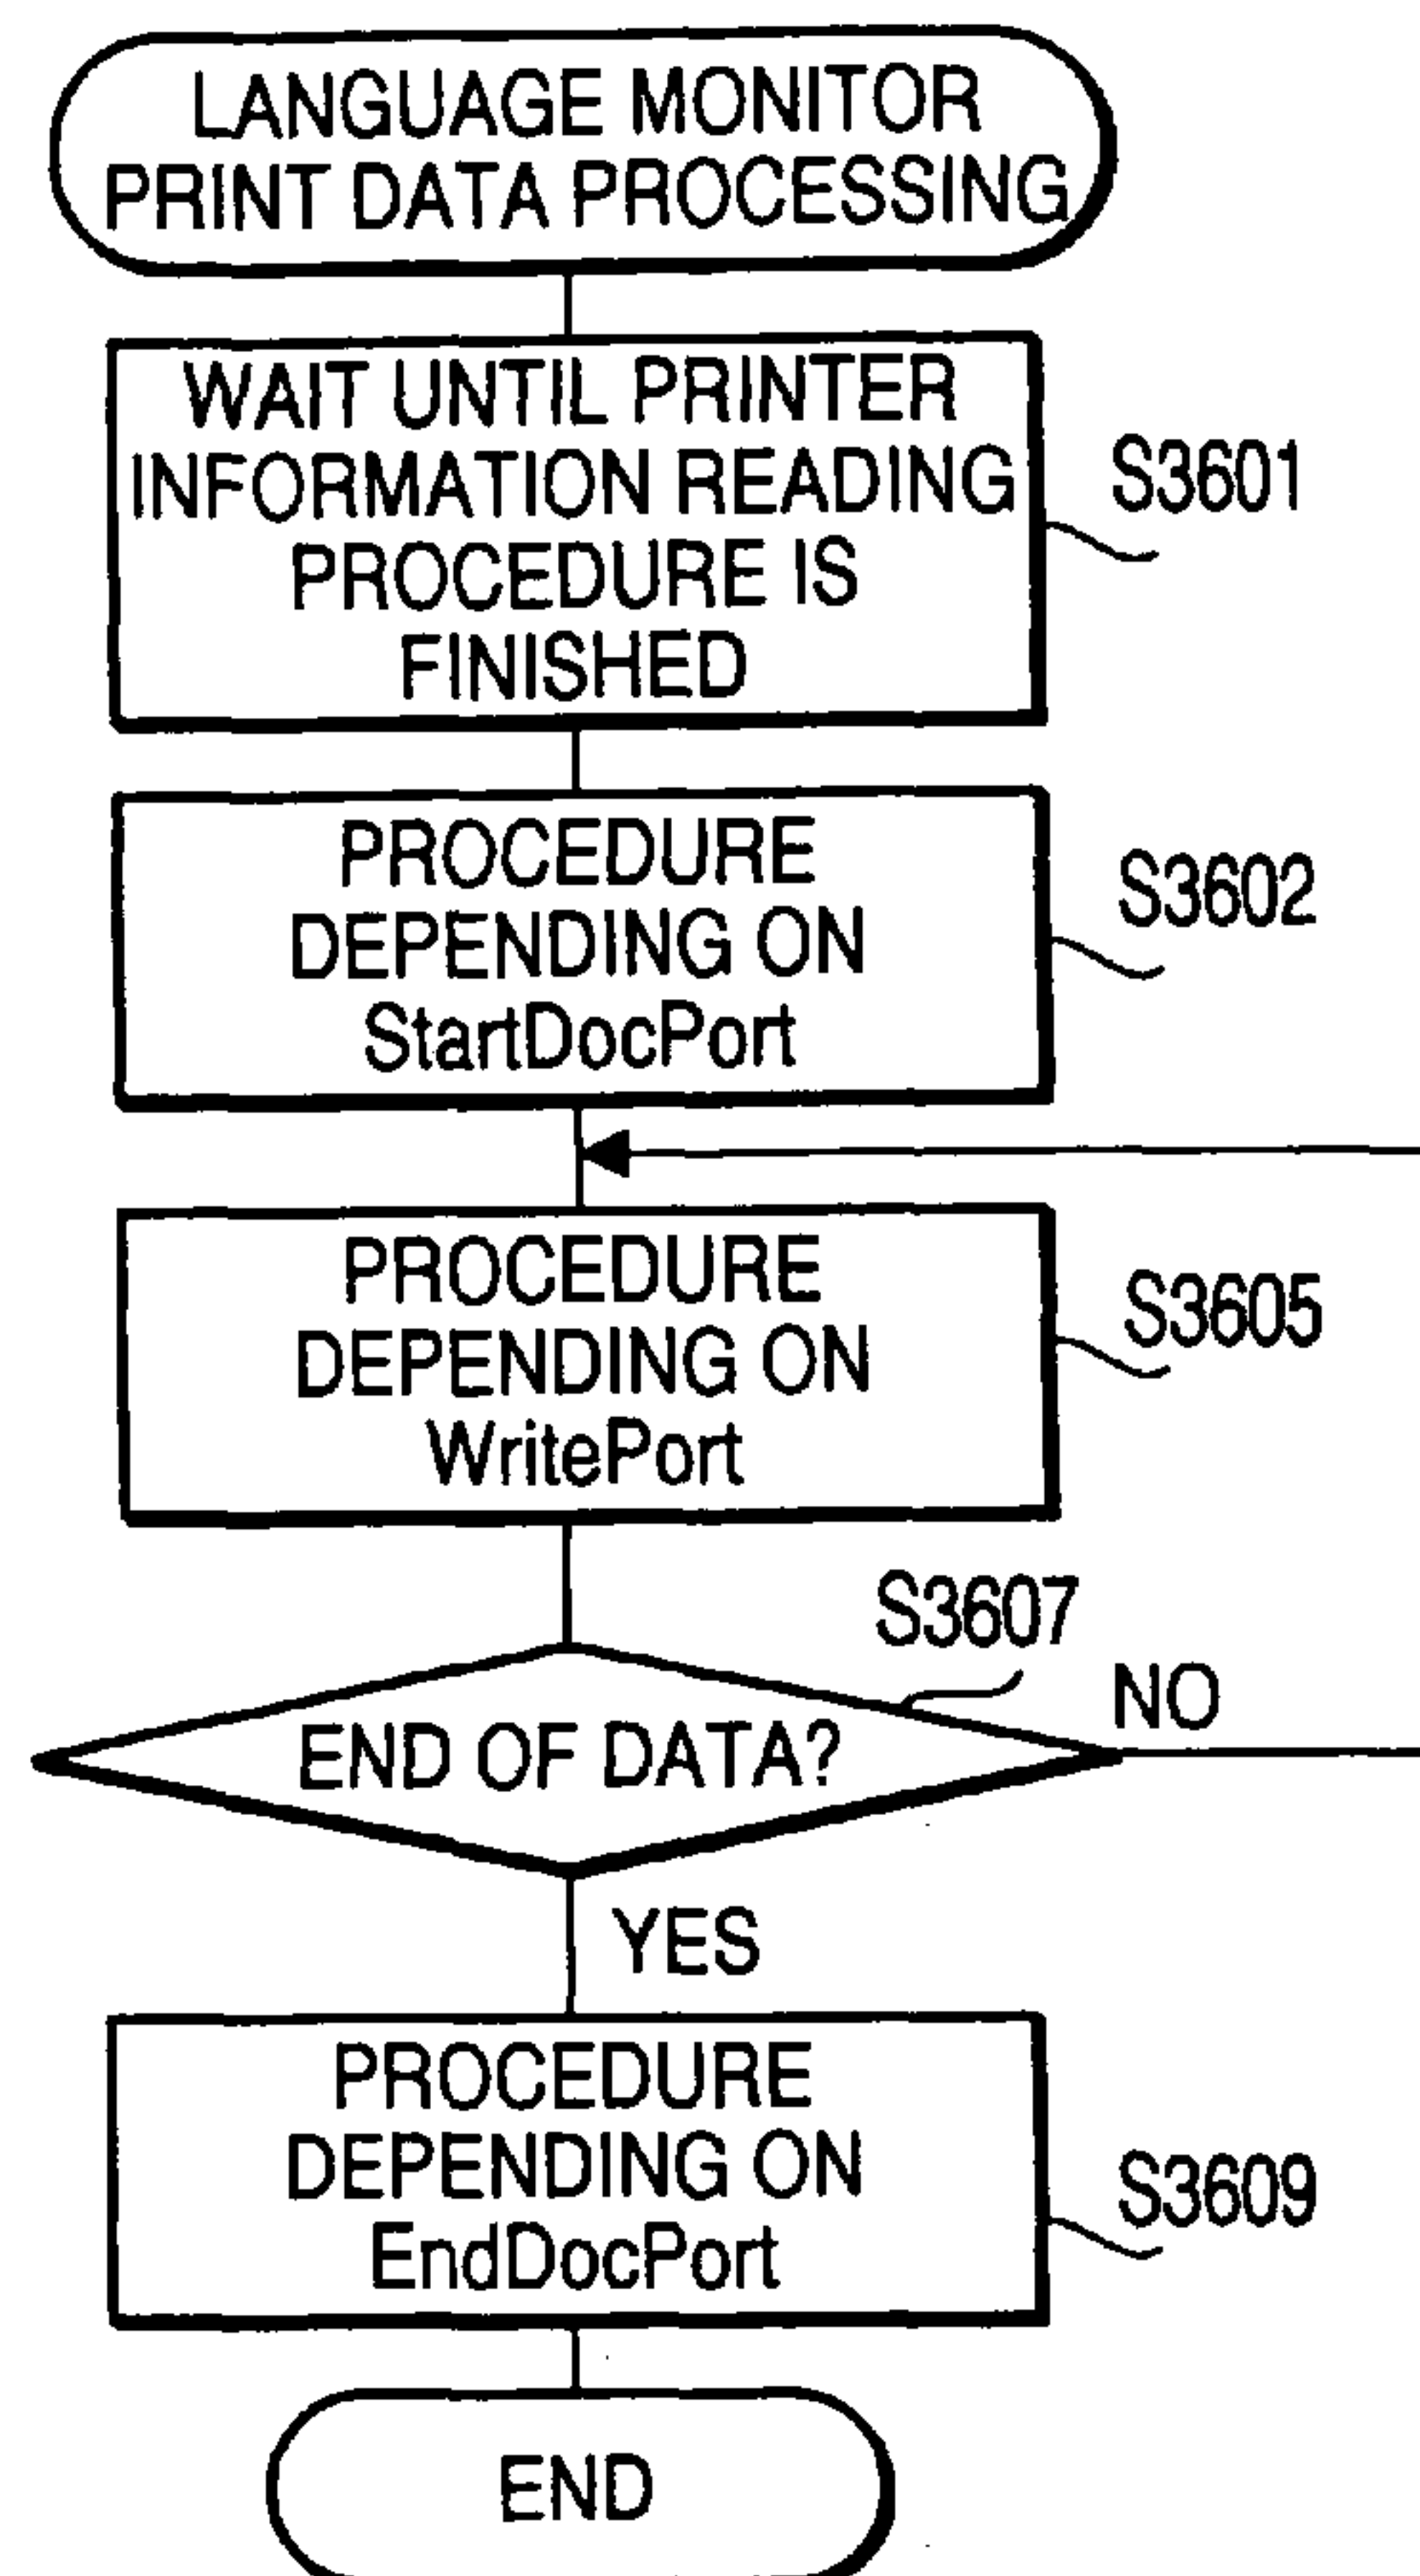 LANGUAGE MONITOR
PRINT DATA PROCESSING
WAIT UNTIL PRINTER
INFORMATION READING
PROCEDURE IS
FINISHED
S3601
PROCEDURE
DEPENDING ON
StartDocPort
S3602
PROCEDURE
DEPENDING ON
WritePort
S3605
S3607
END OF DATA?
NO
YES
PROCEDURE
DEPENDING ON
EndDocPort
S3609
END